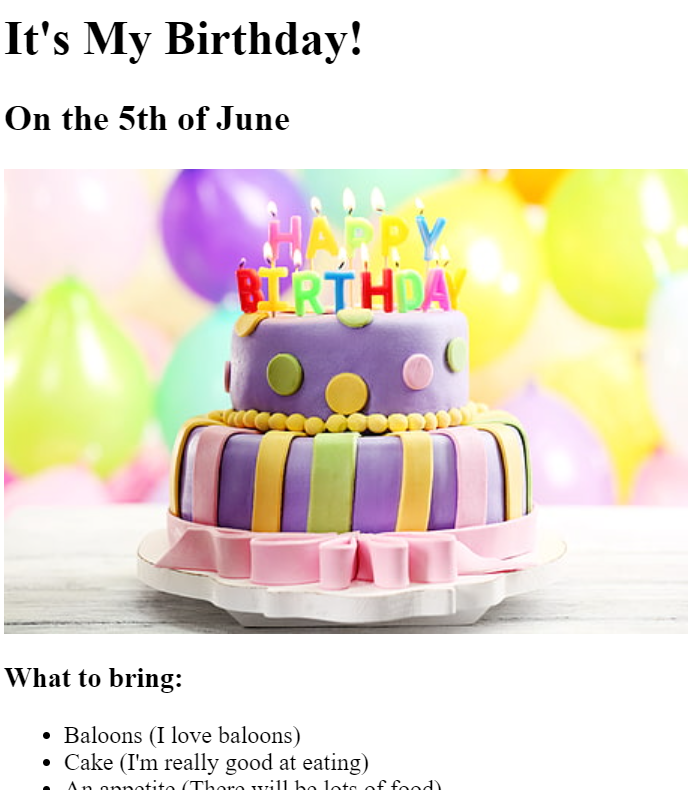 It's My Birthday!
On the 5th of June
HAPPY
BIRTHDAY
What to bring:
Baloons (I love baloons)
Cake (I'm really good at eating)
An appetite (There will be lots of food)